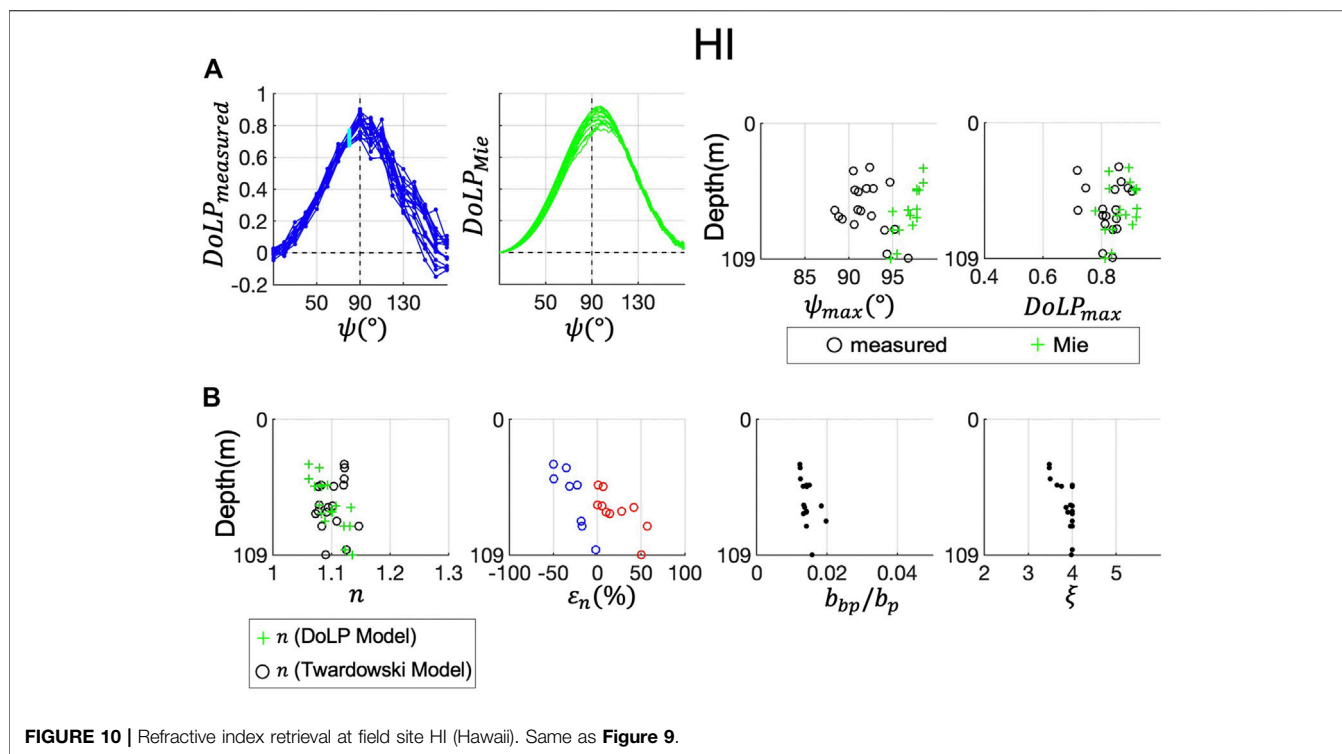 HI
A
DoLP_measured
1
0.8
0.6
0.4
0.2
0
-0.2
50 90 130
ψ(°)
DoLP_Mie
50 90 130
ψ(°)
Depth(m)
0
109
85 90 95
ψ_max(°)
0
109
0.4 0.6 0.8
DoLP_max
measured Mie
B
Depth(m)
0
109
1 1.1 1.2 1.3
n
0
109
-100 -50 0 50 100
ε_n(%)
0
109
0 0.02 0.04
b_bp/b_p
0
109
2 3 4 5
ξ
n (DoLP Model)
n (Twardowski Model)
FIGURE 10 | Refractive index retrieval at field site HI (Hawaii). Same as Figure 9.